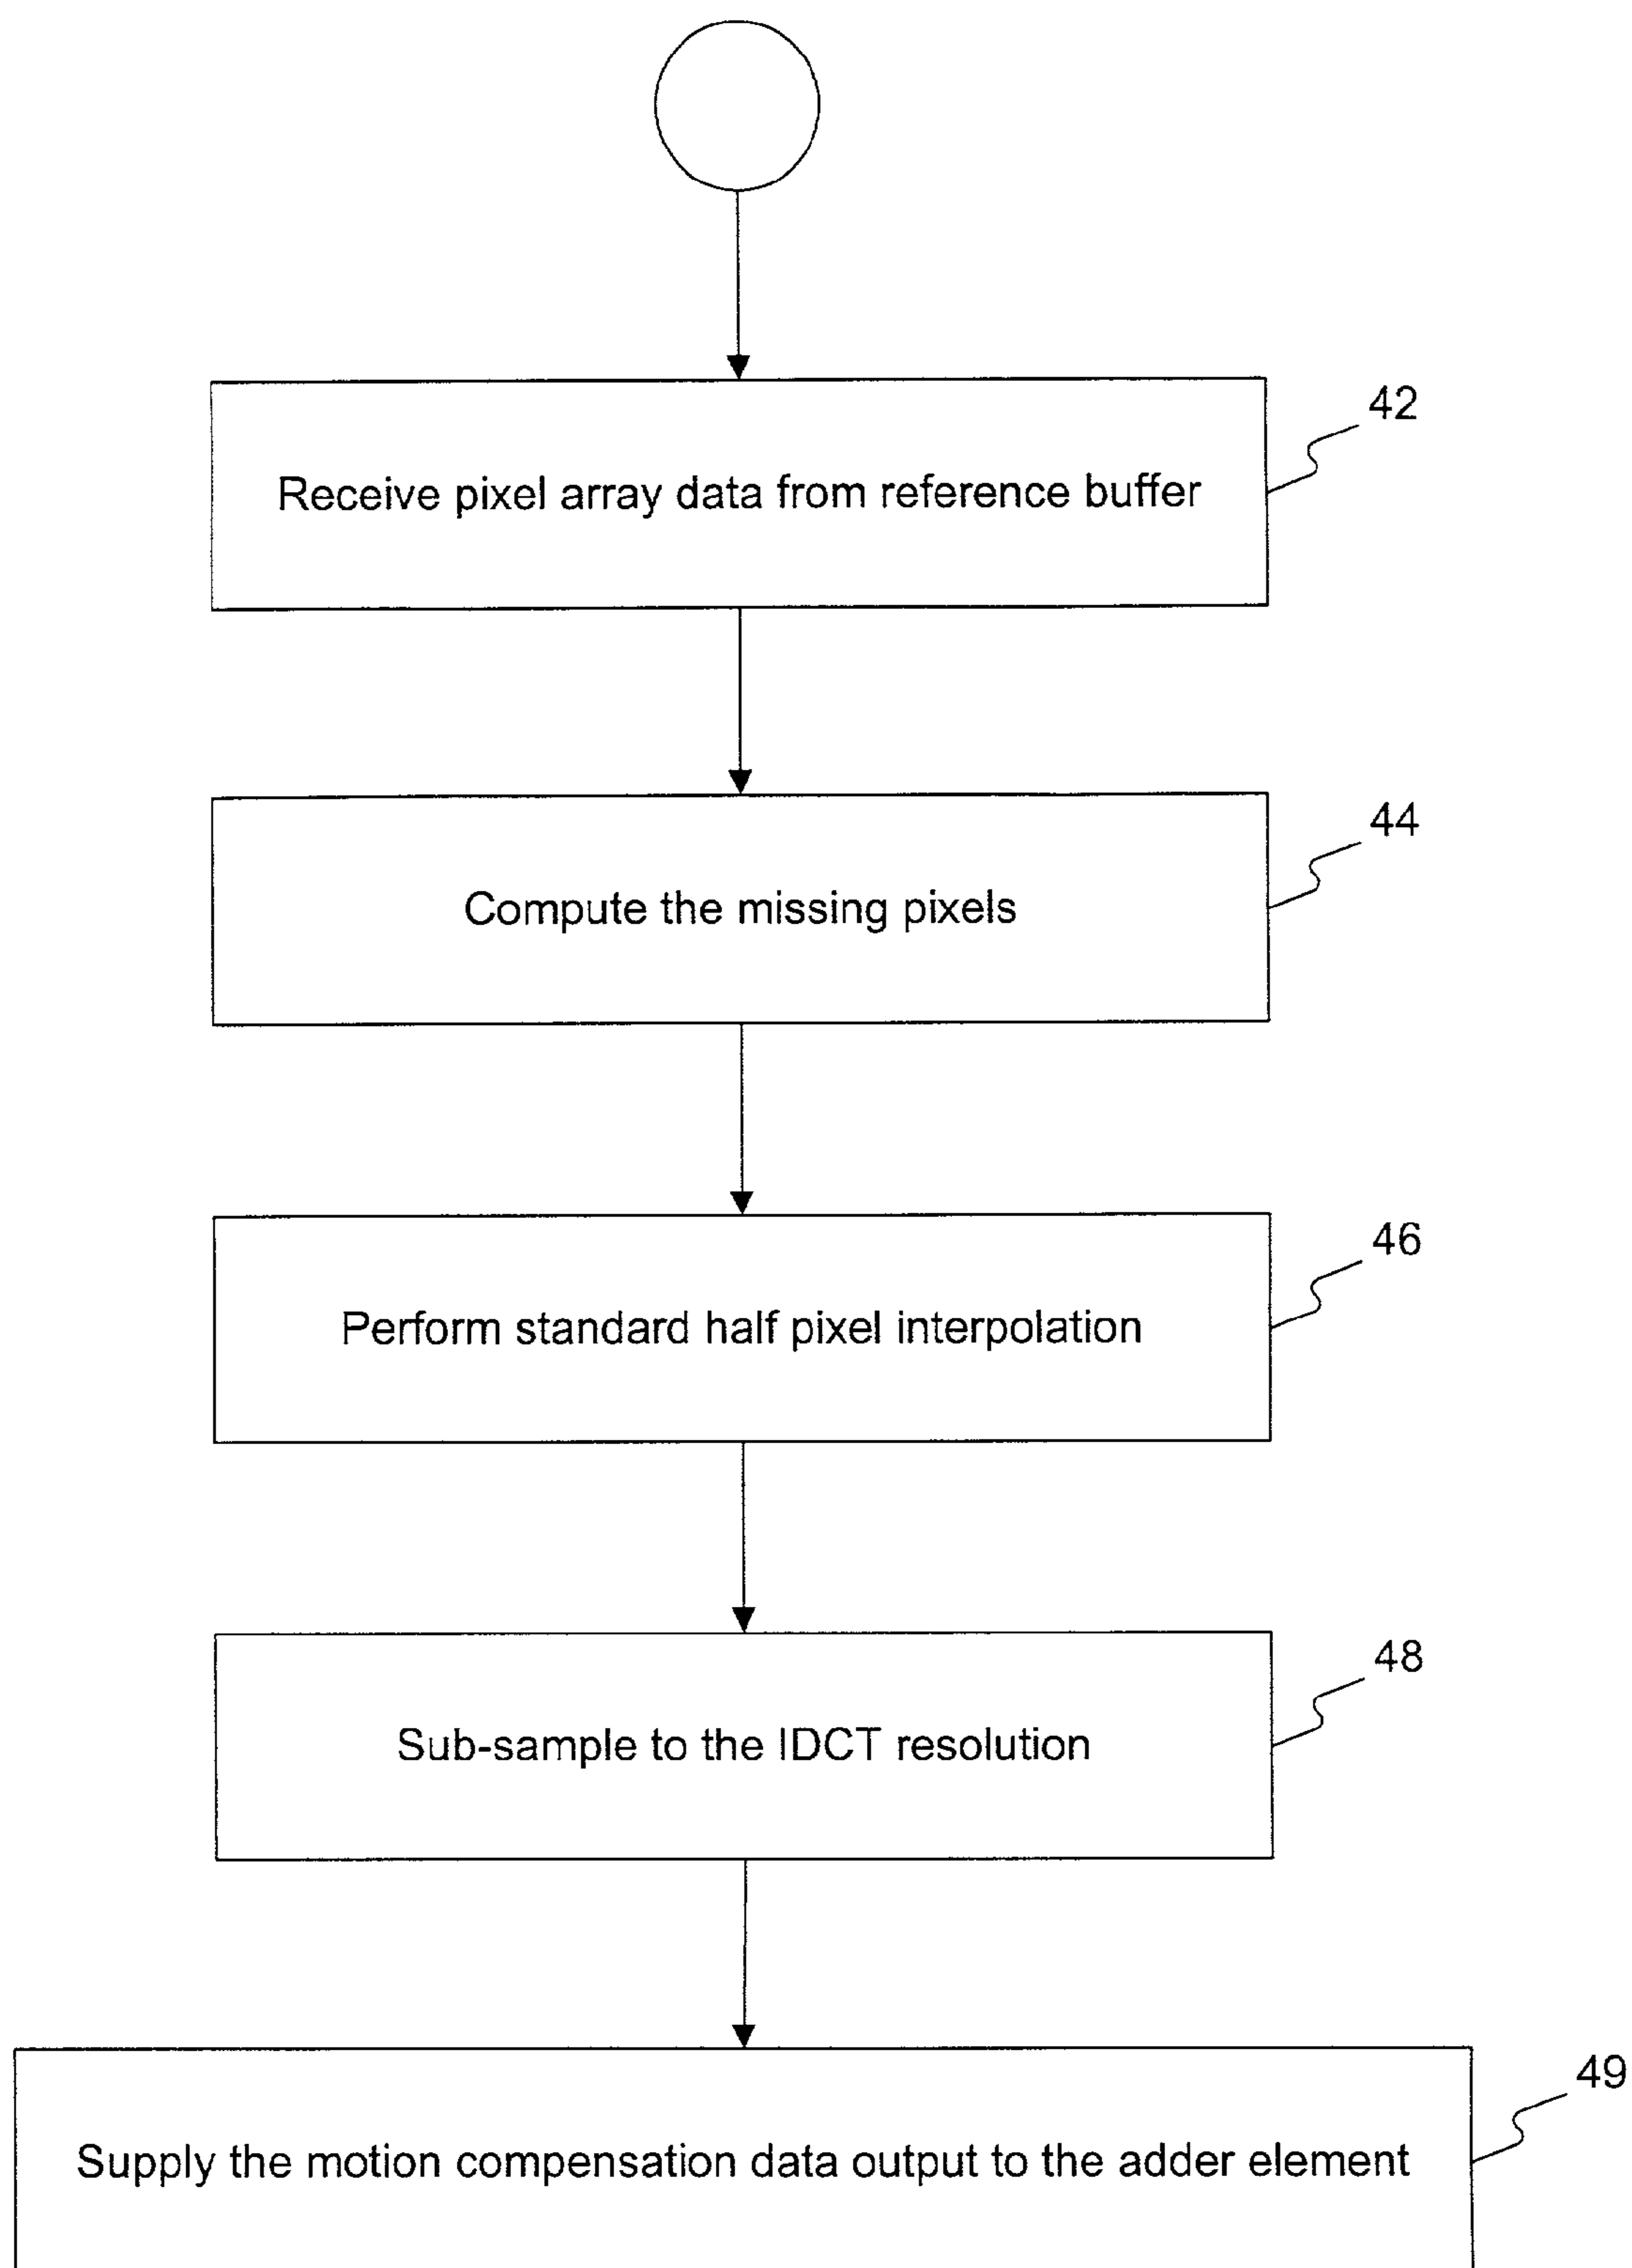 42
Receive pixel array data from reference buffer
44
Compute the missing pixels
46
Perform standard half pixel interpolation
48
Sub-sample to the IDCT resolution
49
Supply the motion compensation data output to the adder element